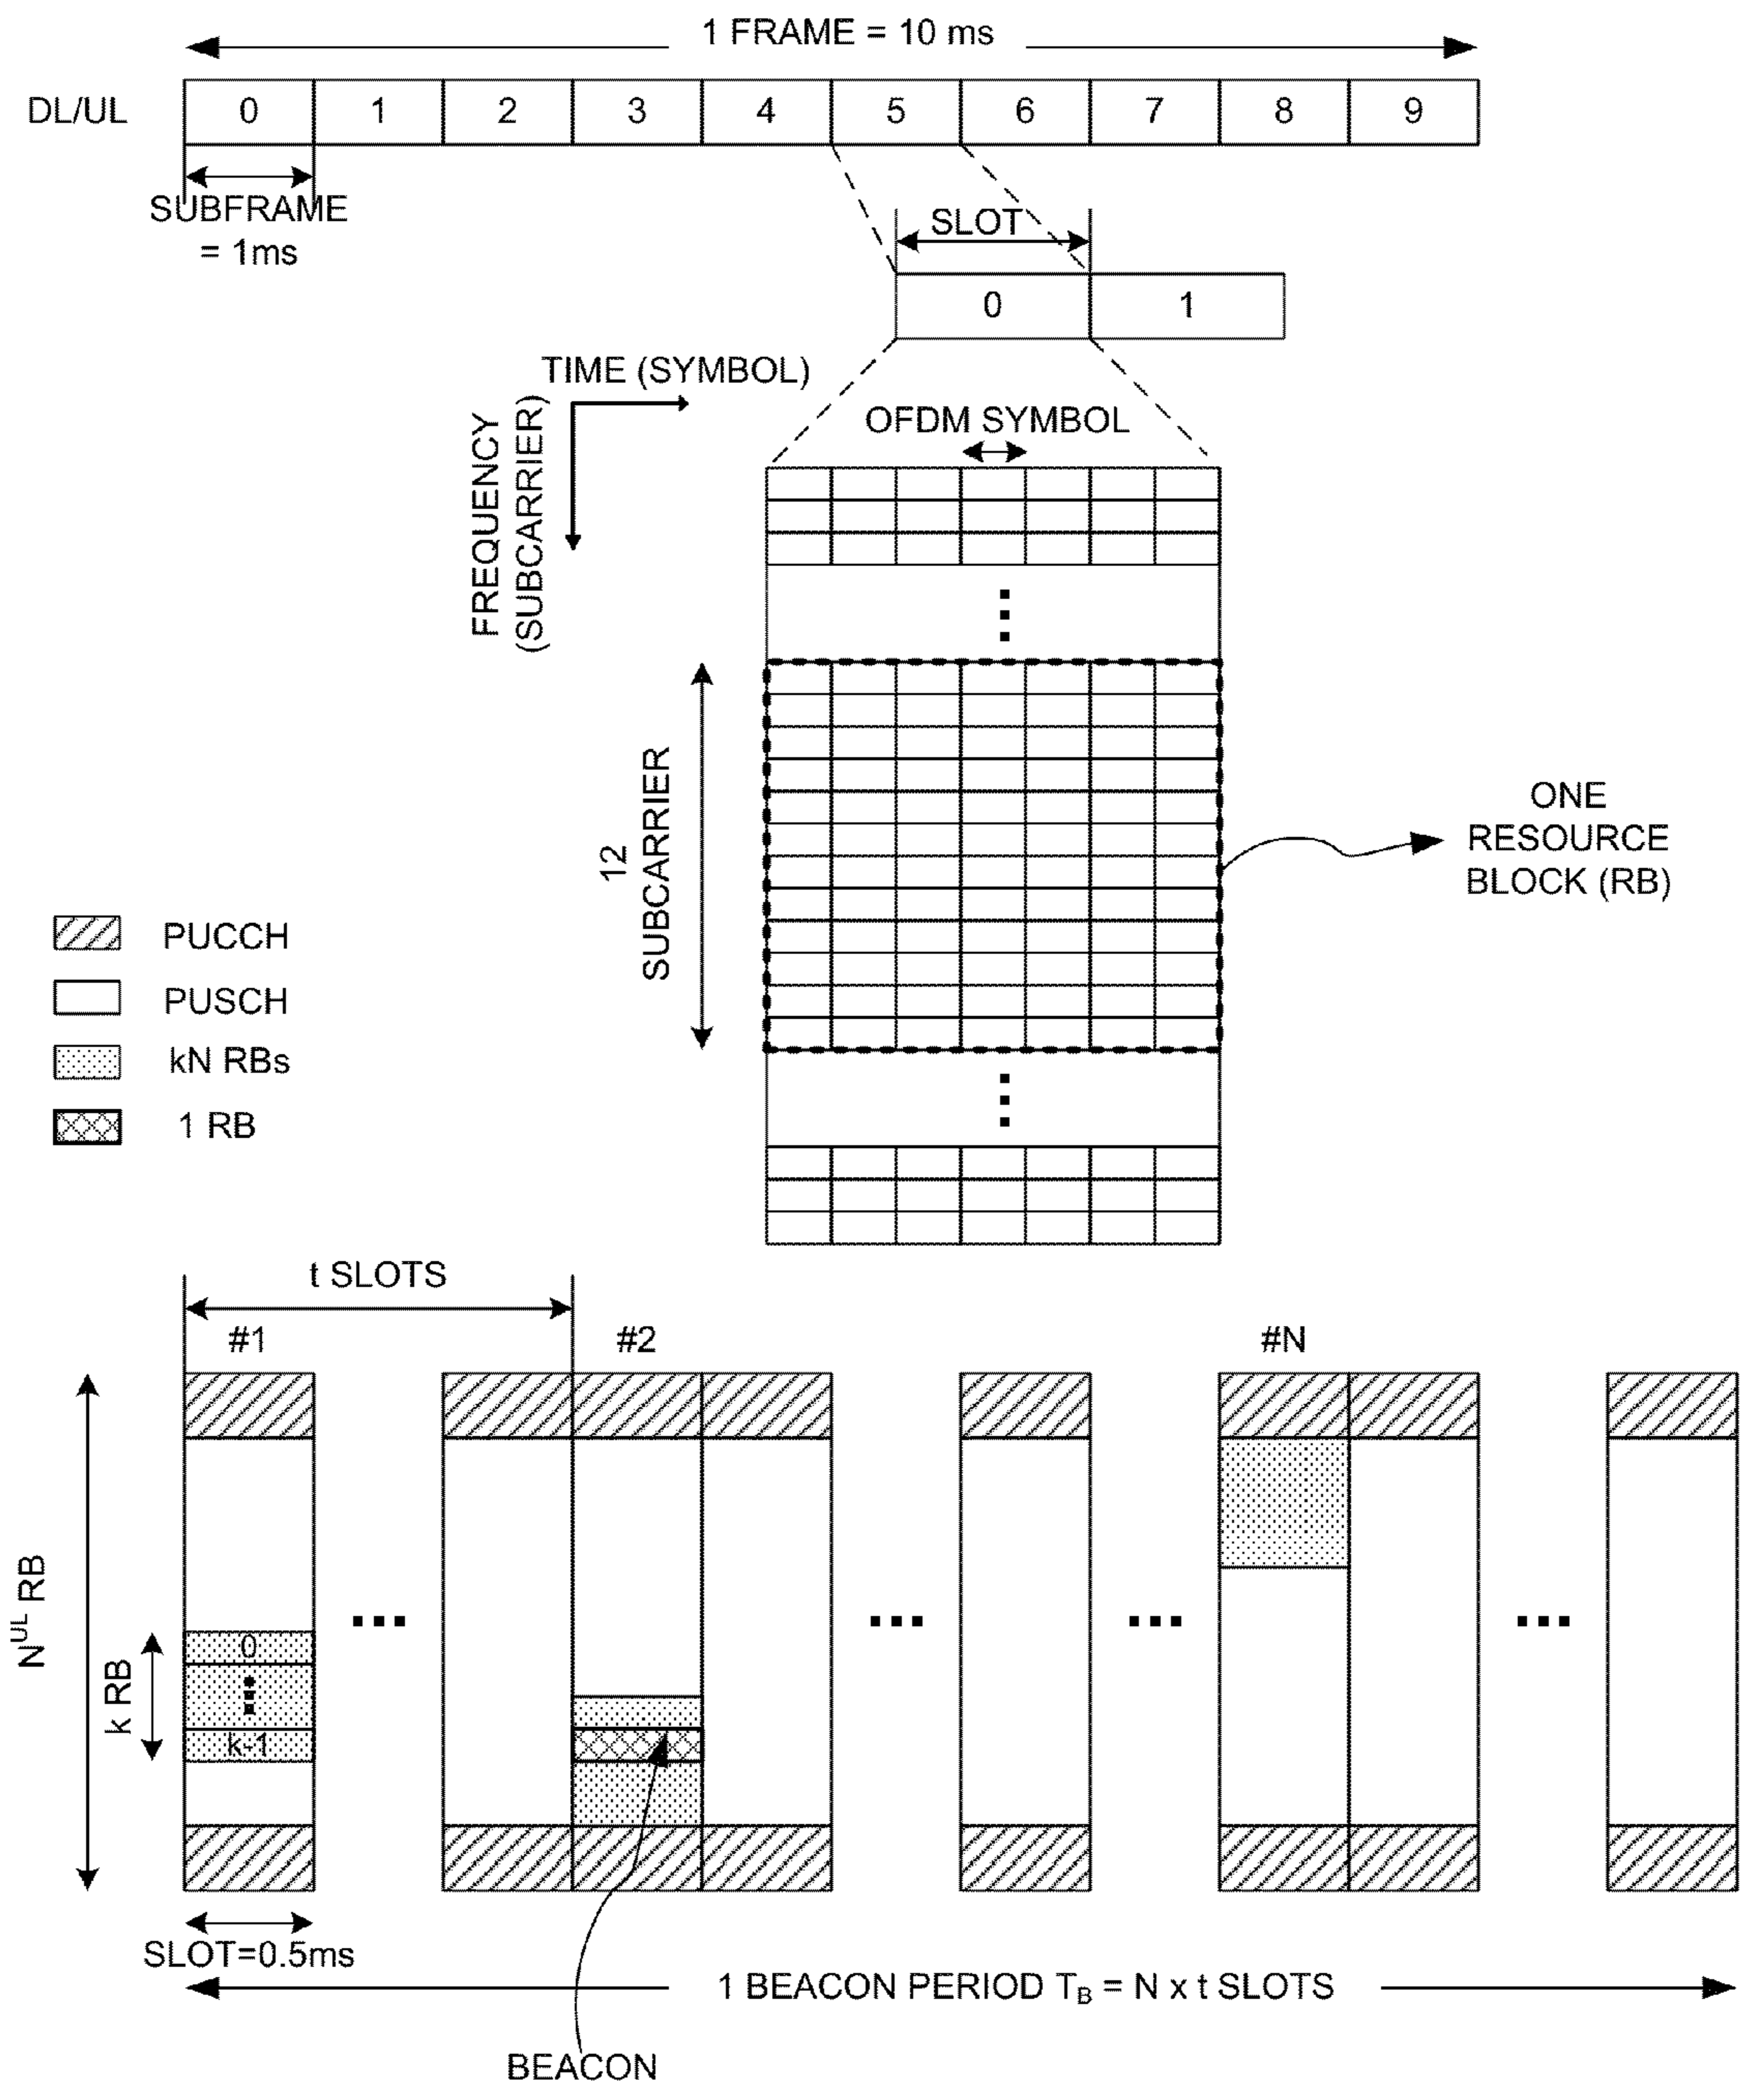 1 FRAME = 10 ms
DL/UL
0 1 2 3 4 5 6 7 8 9
SUBFRAME
= 1ms
SLOT
0 1
TIME (SYMBOL)
FREQUENCY
(SUBCARRIER)
OFDM SYMBOL
12
SUBCARRIER
ONE
RESOURCE
BLOCK (RB)
PUCCH
PUSCH
kN RBs
1 RB
t SLOTS
#1 #2 #N
N^UL RB
k RB
0
k-1
SLOT=0.5ms
1 BEACON PERIOD T_B = N x t SLOTS
BEACON